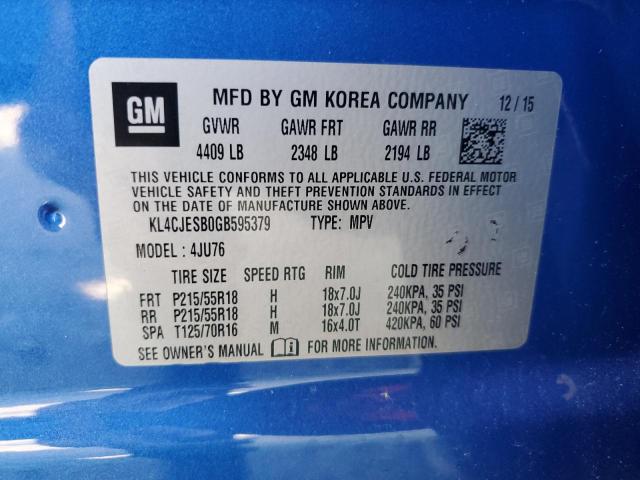 GM MFD BY GM KOREA COMPANY 12/15
GVWR GAWR FRT GAWR RR
4409 LB 2348 LB 2194 LB
THIS VEHICLE CONFORMS TO ALL APPLICABLE U.S. FEDERAL MOTOR
VEHICLE SAFETY AND THEFT PREVENTION STANDARDS IN EFFECT
ON THE DATE OF MANUFACTURE SHOWN ABOVE.
KL4CJESB0GB595379 TYPE: MPV
MODEL: 4JU76
TIRE SIZE SPEED RTG RIM COLD TIRE PRESSURE
FRT P215/55R18 H 18x7.0J 240KPA, 35 PSI
RR P215/55R18 H 18x7.0J 240KPA, 35 PSI
SPA T125/70R16 M 16x4.0T 420KPA, 60 PSI
SEE OWNER'S MANUAL FOR MORE INFORMATION.